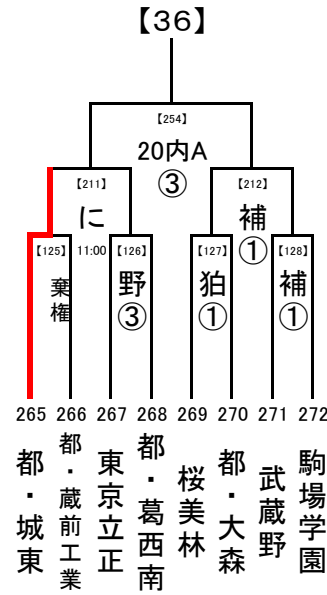 【36】
【254】
20内A
③
【211】
に
【212】
補
①
【125】
棄権
11:00
【126】
野
③
【127】
狛
①
【128】
補
①
265 266 267 268 269 270 271 272
都・城東
都・蔵前工業
東京立正
都・葛西南
桜美林
都・大森
武蔵野
駒場学園